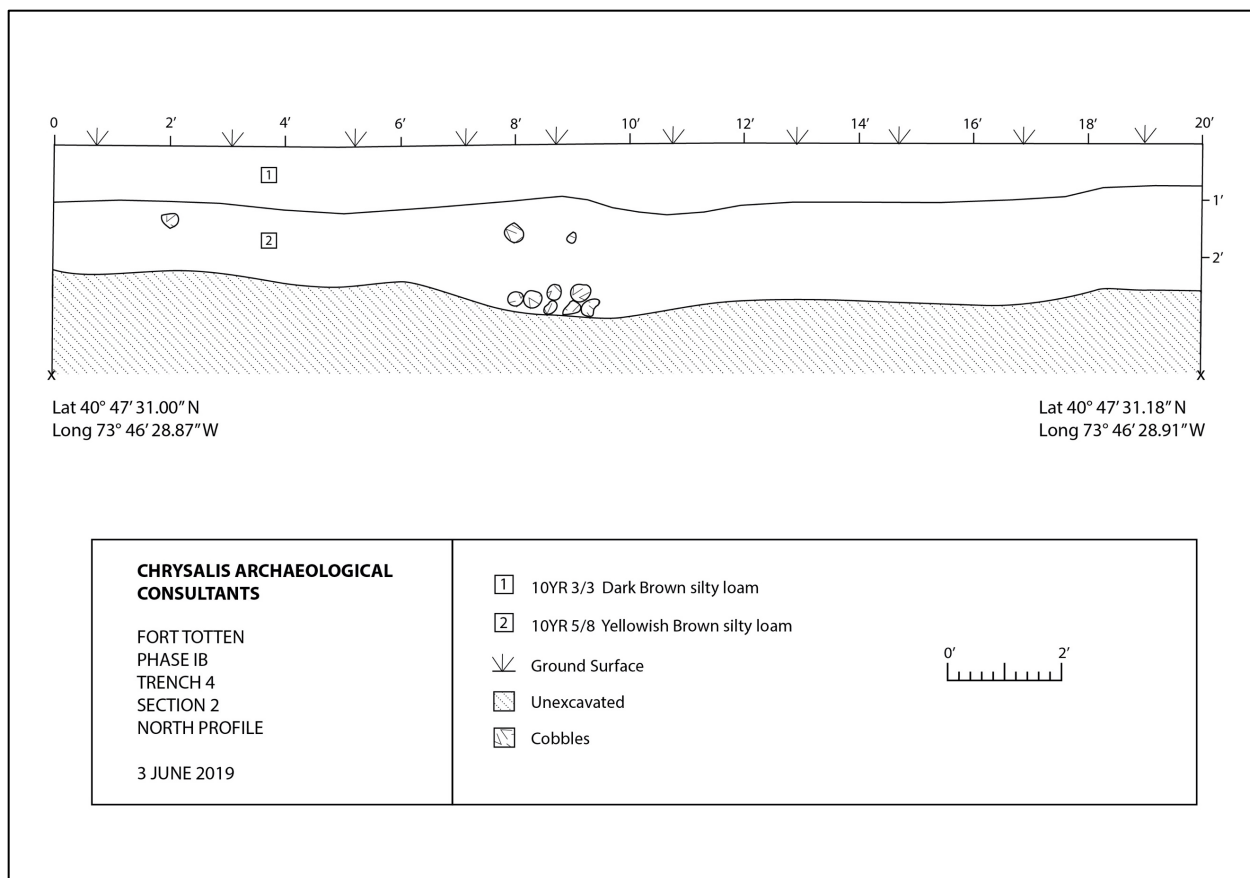 0 2′ 4′ 6′ 8′ 10′ 12′ 14′ 16′ 18′ 20′
1
1′
2
2′
x x
Lat 40° 47′ 31.00″ N Lat 40° 47′ 31.18″ N
Long 73° 46′ 28.87″ W Long 73° 46′ 28.91″ W
CHRYSALIS ARCHAEOLOGICAL
CONSULTANTS
FORT TOTTEN
PHASE IB
TRENCH 4
SECTION 2
NORTH PROFILE
3 JUNE 2019
1 10YR 3/3 Dark Brown silty loam
2 10YR 5/8 Yellowish Brown silty loam
Ground Surface
Unexcavated
Cobbles
0′ 2′